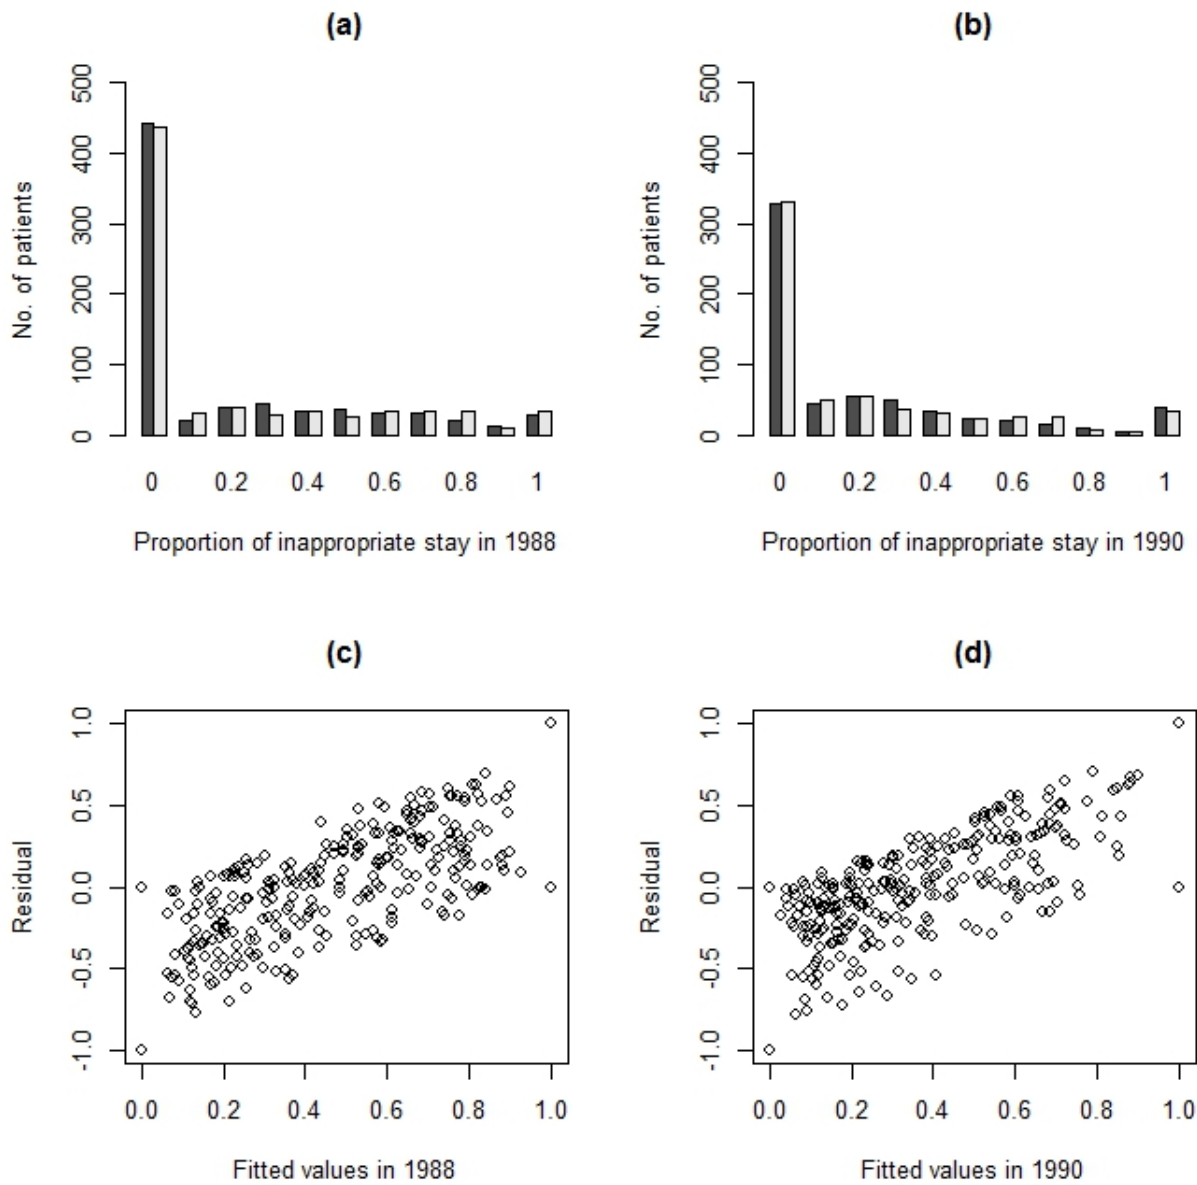 (a)
No. of patients
500
400
300
200
100
0
0 0.2 0.4 0.6 0.8 1
Proportion of inappropriate stay in 1988
(b)
No. of patients
500
400
300
200
100
0
0 0.2 0.4 0.6 0.8 1
Proportion of inappropriate stay in 1990
(c)
Residual
1.0
0.5
0.0
-0.5
-1.0
0.0 0.2 0.4 0.6 0.8 1.0
Fitted values in 1988
(d)
Residual
1.0
0.5
0.0
-0.5
-1.0
0.0 0.2 0.4 0.6 0.8 1.0
Fitted values in 1990